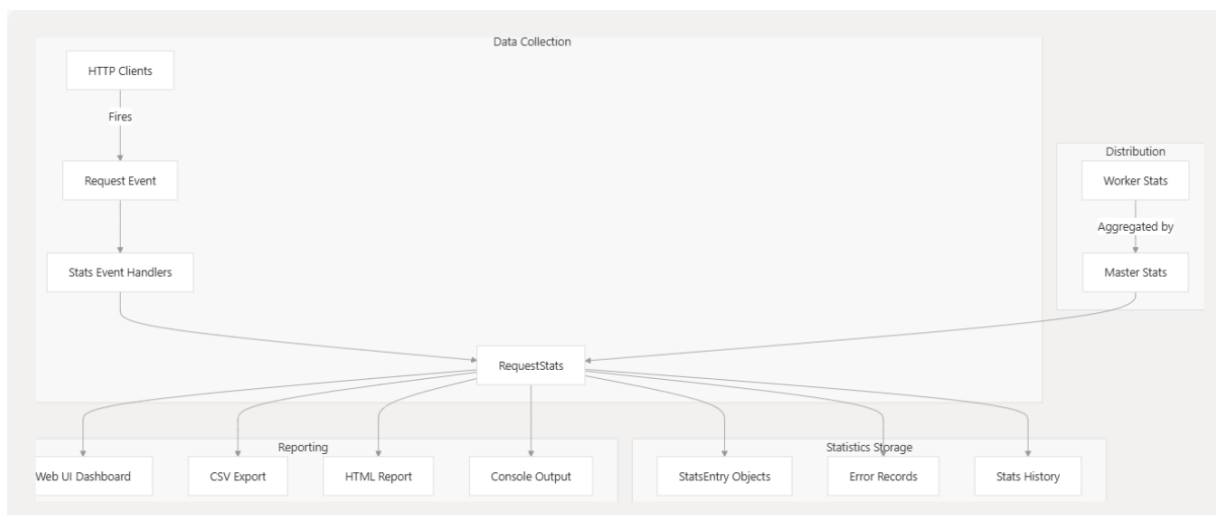 Data Collection
HTTP Clients
Fires
Request Event
Stats Event Handlers
RequestStats
Distribution
Worker Stats
Aggregated by
Master Stats
Reporting
Web UI Dashboard
CSV Export
HTML Report
Console Output
Statistics Storage
StatsEntry Objects
Error Records
Stats History